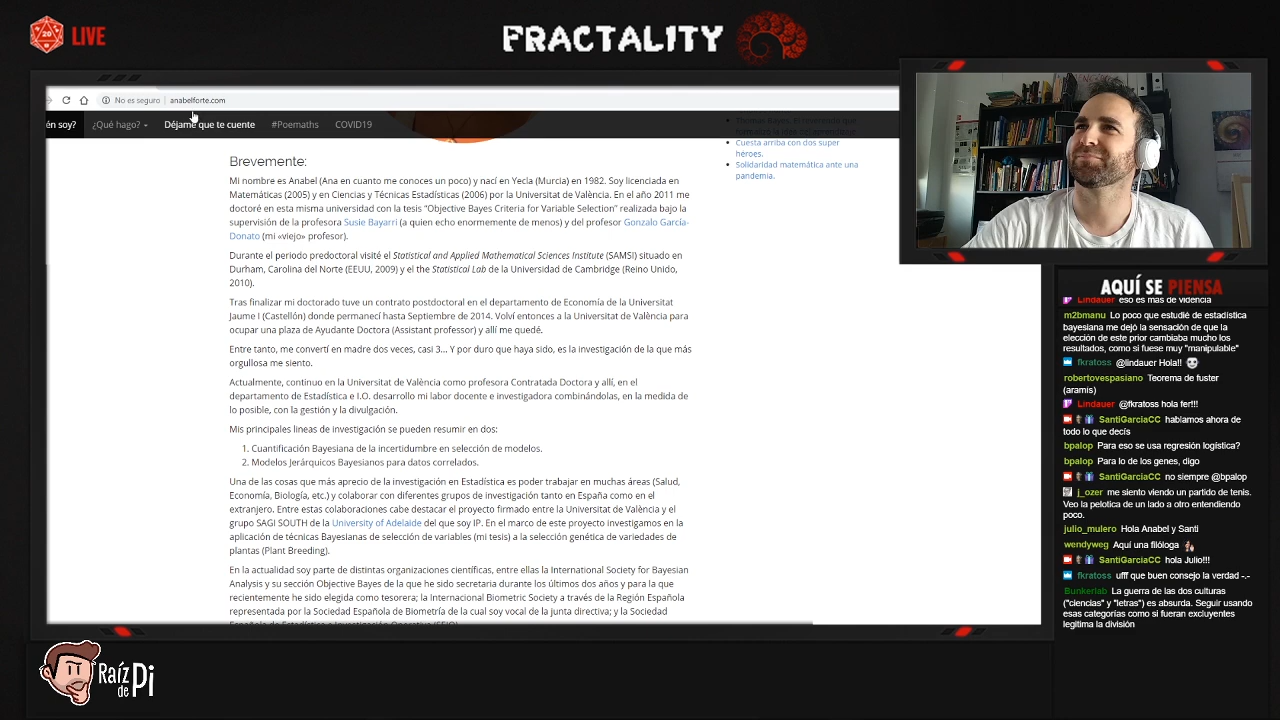 20 LIVE
FRACTALITY
No es seguro | anabelforte.com
én soy? ¿Qué hago? Déjame que te cuente #Poemaths COVID19
Brevemente:
Mi nombre es Anabel (Ana en cuanto me conoces un poco) y nací en Yecla (Murcia) en 1982. Soy licenciada en
Matemáticas (2005) y en Ciencias y Técnicas Estadísticas (2006) por la Universitat de València. En el año 2011 me
doctoré en esta misma universidad con la tesis "Objective Bayes Criteria for Variable Selection" realizada bajo la
supervisión de la profesora Susie Bayarri (a quien echo enormemente de menos) y del profesor Gonzalo García-
Donato (mi «viejo» profesor).
Durante el periodo predoctoral visité el Statistical and Applied Mathematical Sciences Institute (SAMSI) situado en
Durham, Carolina del Norte (EEUU, 2009) y el the Statistical Lab de la Universidad de Cambridge (Reino Unido,
2010).
Tras finalizar mi doctorado tuve un contrato postdoctoral en el departamento de Economía de la Universitat
Jaume I (Castellón) donde permanecí hasta Septiembre de 2014. Volví entonces a la Universitat de València para
ocupar una plaza de Ayudante Doctora (Assistant professor) y allí me quedé.
Entre tanto, me convertí en madre dos veces, casi 3... Y por duro que haya sido, es la investigación de la que más
orgullosa me siento.
Actualmente, continuo en la Universitat de València como profesora Contratada Doctora y allí, en el
departamento de Estadística e I.O. desarrollo mi labor docente e investigadora combinándolas, en la medida de
lo posible, con la gestión y la divulgación.
Mis principales lineas de investigación se pueden resumir en dos:
1. Cuantificación Bayesiana de la incertidumbre en selección de modelos.
2. Modelos Jerárquicos Bayesianos para datos correlados.
Una de las cosas que más aprecio de la investigación en Estadística es poder trabajar en muchas áreas (Salud,
Economía, Biología, etc.) y colaborar con diferentes grupos de investigación tanto en España como en el
extranjero. Entre estas colaboraciones cabe destacar el proyecto firmado entre la Universitat de València y el
grupo SAGI SOUTH de la University of Adelaide del que soy IP. En el marco de este proyecto investigamos en la
aplicación de técnicas Bayesianas de selección de variables (mi tesis) a la selección genética de variedades de
plantas (Plant Breeding).
En la actualidad soy parte de distintas organizaciones científicas, entre ellas la International Society for Bayesian
Analysis y su sección Objective Bayes de la que he sido secretaria durante los últimos dos años y para la que
recientemente he sido elegida como tesorera; la Internacional Biometric Society a través de la Región Española
representada por la Sociedad Española de Biometría de la cual soy vocal de la junta directiva; y la Sociedad
Cuesta arriba con dos super
héroes.
Solidaridad matemática ante una
pandemia.
AQUÍ SE PIENSA
Lindauer eso es más de videncia
m2bmanu Lo poco que estudié de estadística
bayesiana me dejó la sensación de que la
elección de este prior cambiaba mucho los
resultados, como si fuese muy "manipulable"
fkratoss @lindauer Hola!!
robertovespasiano Teorema de fuster
(aramis)
Lindauer @fkratoss hola fer!!!
SantiGarciaCC hablamos ahora de
todo lo que decís
bpalop Para eso se usa regresión logística?
bpalop Para lo de los genes, digo
SantiGarciaCC no siempre @bpalop
j_ozer me siento viendo un partido de tenis.
Veo la pelotica de un lado a otro entendiendo
poco.
julio_mulero Hola Anabel y Santi
wendyweg Aquí una filóloga
SantiGarciaCC hola Julio!!!
fkratoss ufff que buen consejo la verdad -.-
Bunkerlab La guerra de las dos culturas
("ciencias" y "letras") es absurda. Seguir usando
esas categorías como si fueran excluyentes
legitima la división
Raíz
de Pi